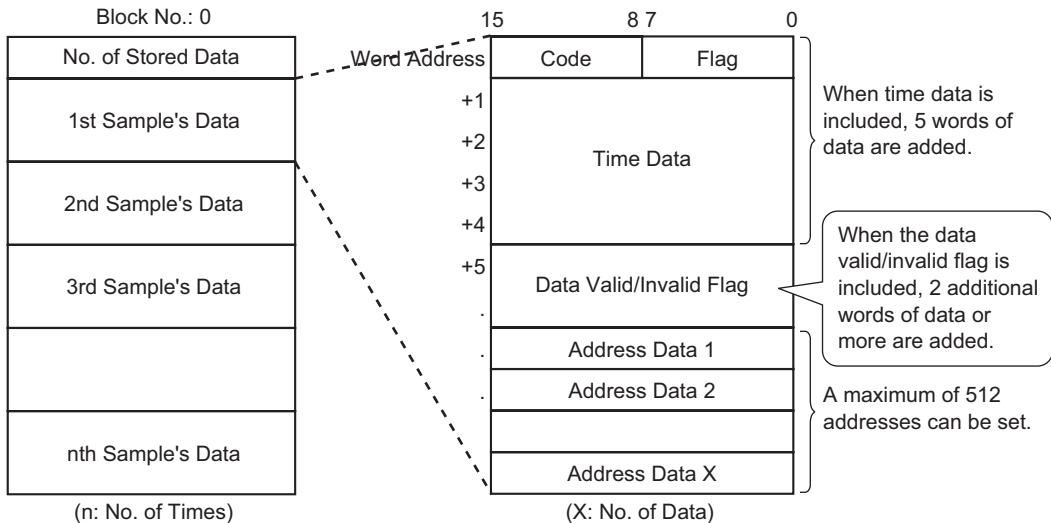 Block No.: 0
No. of Stored Data
1st Sample's Data
2nd Sample's Data
3rd Sample's Data
nth Sample's Data
(n: No. of Times)
15 8 7 0
Word Address
Code Flag
+1
+2
+3
+4
+5
.
.
.
Time Data
Data Valid/Invalid Flag
Address Data 1
Address Data 2
Address Data X
(X: No. of Data)
When time data is
included, 5 words of
data are added.
When the data
valid/invalid flag is
included, 2 additional
words of data or
more are added.
A maximum of 512
addresses can be set.